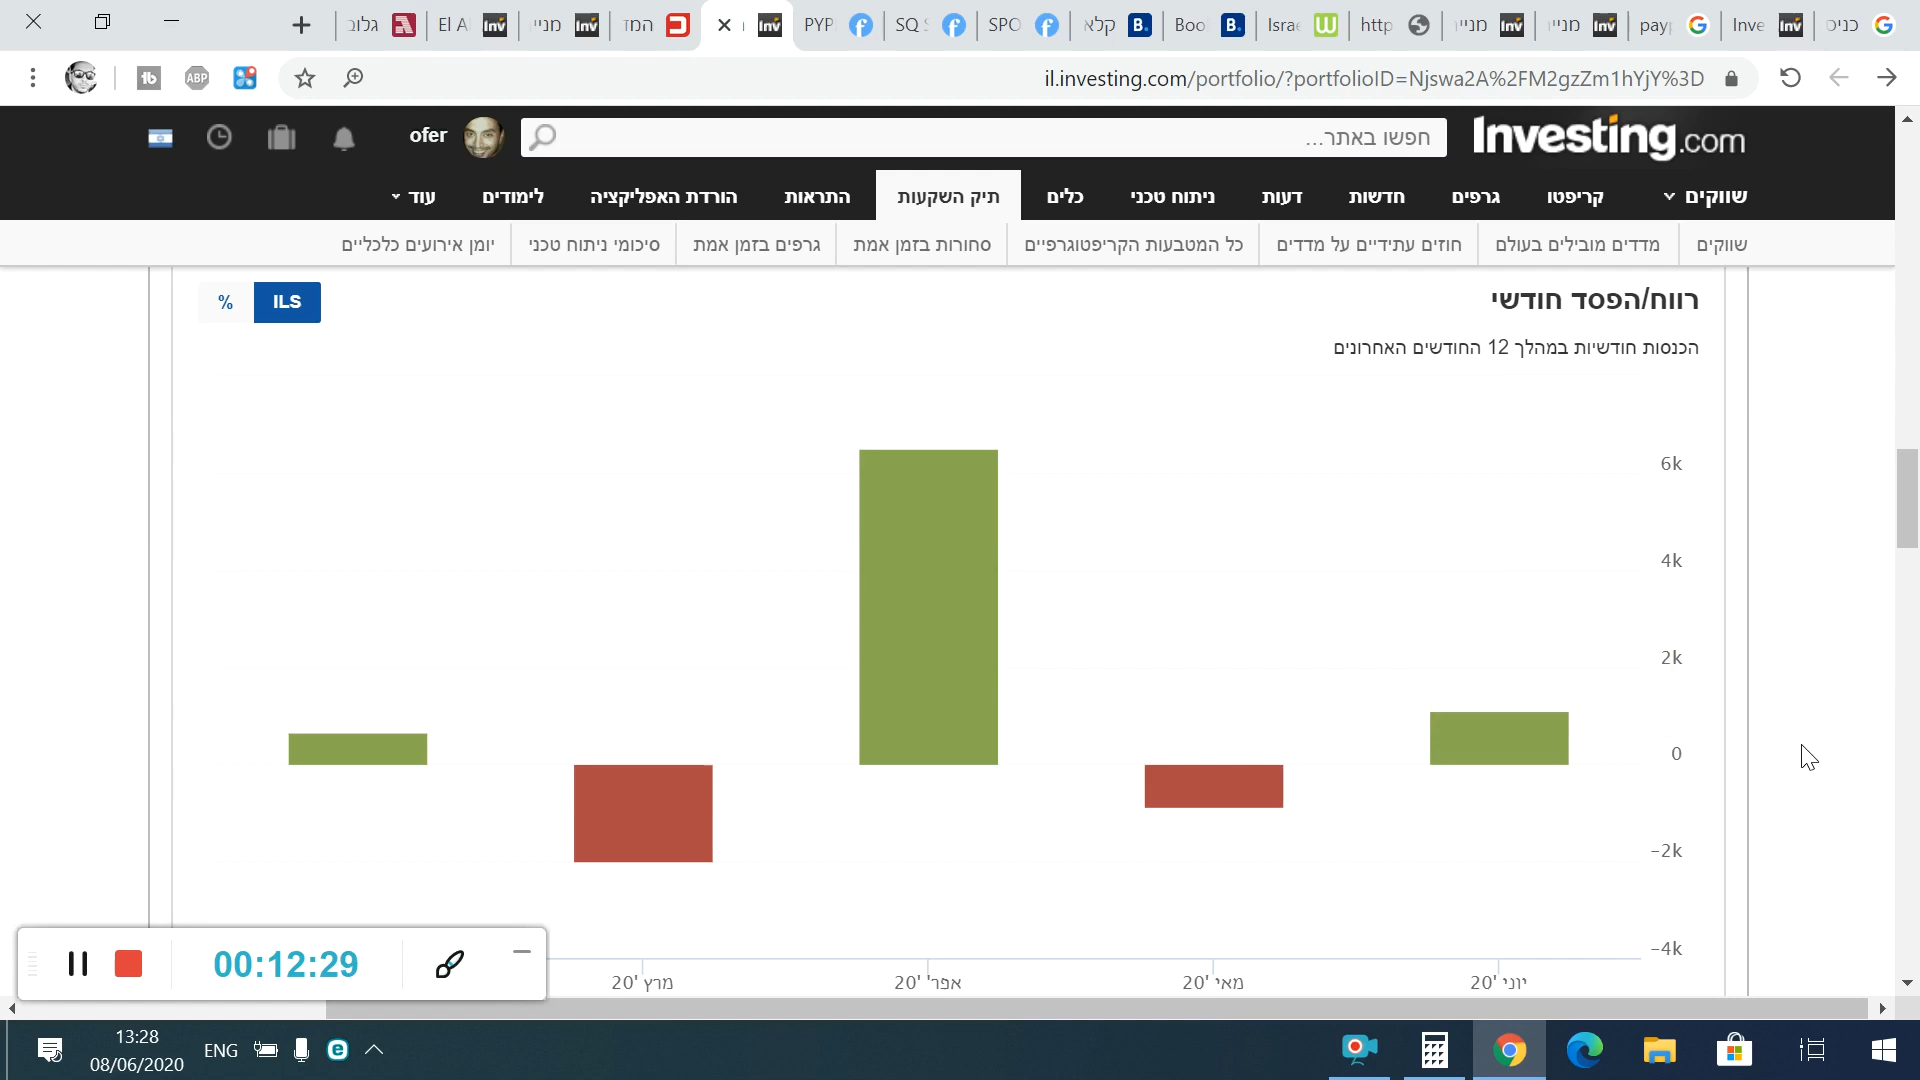 כניס
Inve
payp
מניי
מניי
http
Isra
Boo
קלא
SPO
SQ S
PYP
המד
מניי
El A
גלוב
il.investing.com/portfolio/?portfolioID=Njswa2A%2FM2gzZm1hYjY%3D
Investing.com
חפשו באתר...
ofer
שווקים
קריפטו
גרפים
חדשות
דעות
ניתוח טכני
כלים
תיק השקעות
התראות
הורדת האפליקציה
לימודים
עוד
שווקים
מדדים מובילים בעולם
חוזים עתידיים על מדדים
כל המטבעות הקריפטוגרפיים
סחורות בזמן אמת
גרפים בזמן אמת
סיכומי ניתוח טכני
יומן אירועים כלכליים
רווח/הפסד חודשי
ILS
%
הכנסות חודשיות במהלך 12 החודשים האחרונים
6k
4k
2k
0
-2k
-4k
יוני '20
מאי '20
אפר' '20
מרץ '20
00:12:29
ENG
13:28
08/06/2020